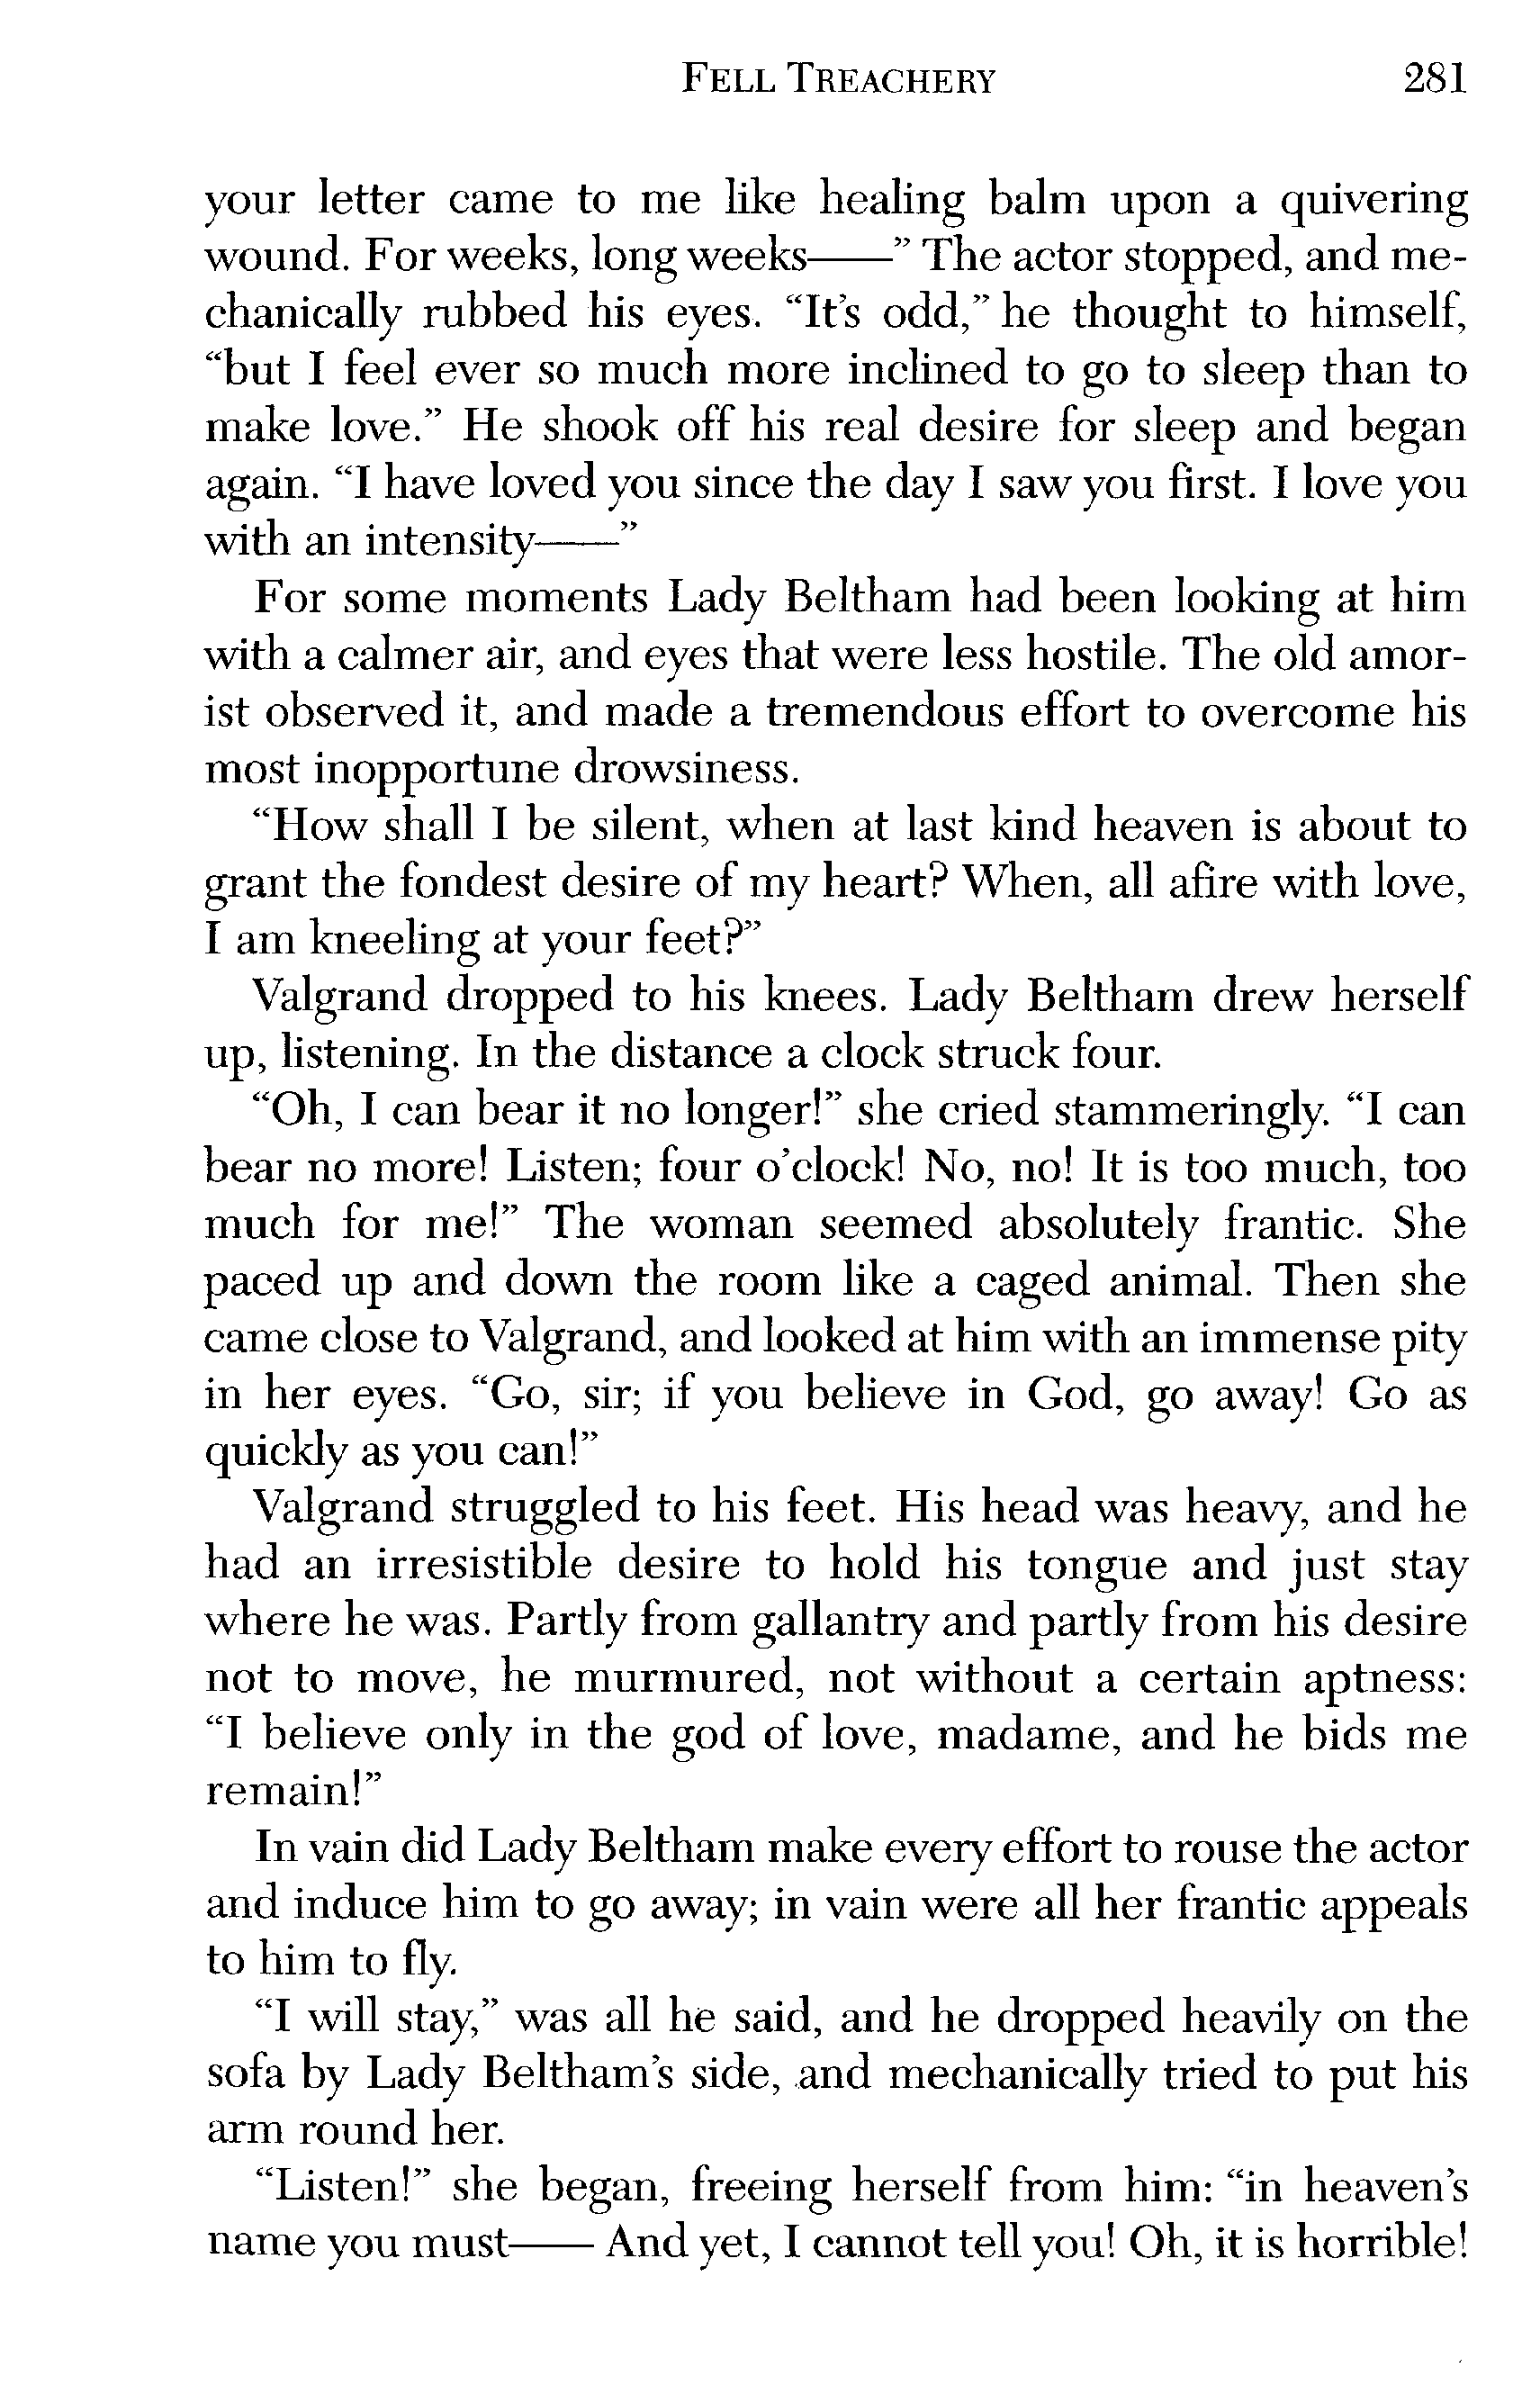 FELL TREACHERY 281
your letter came to me like healing balm upon a quivering
wound. For weeks, long weeks——” The actor stopped, and me-
chanically rubbed his eyes. “It’s odd,” he thought to himself,
“but I feel ever so much more inclined to go to sleep than to
make love.” He shook off his real desire for sleep and began
again. “I have loved you since the day I saw you first. I love you
with an intensity——”
For some moments Lady Beltham had been looking at him
with a calmer air, and eyes that were less hostile. The old amor-
ist observed it, and made a tremendous effort to overcome his
most inopportune drowsiness.
“How shall I be silent, when at last kind heaven is about to
grant the fondest desire of my heart? When, all afire with love,
I am kneeling at your feet?”
Valgrand dropped to his knees. Lady Beltham drew herself
up, listening. In the distance a clock struck four.
“Oh, I can bear it no longer!” she cried stammeringly. “I can
bear no more! Listen; four o’clock! No, no! It is too much, too
much for me!” The woman seemed absolutely frantic. She
paced up and down the room like a caged animal. Then she
came close to Valgrand, and looked at him with an immense pity
in her eyes. “Go, sir; if you believe in God, go away! Go as
quickly as you can!”
Valgrand struggled to his feet. His head was heavy, and he
had an irresistible desire to hold his tongue and just stay
where he was. Partly from gallantry and partly from his desire
not to move, he murmured, not without a certain aptness:
“I believe only in the god of love, madame, and he bids me
remain!”
In vain did Lady Beltham make every effort to rouse the actor
and induce him to go away; in vain were all her frantic appeals
to him to fly.
“I will stay,” was all he said, and he dropped heavily on the
sofa by Lady Beltham’s side, and mechanically tried to put his
arm round her.
“Listen!” she began, freeing herself from him: “in heaven’s
name you must—— And yet, I cannot tell you! Oh, it is horrible!